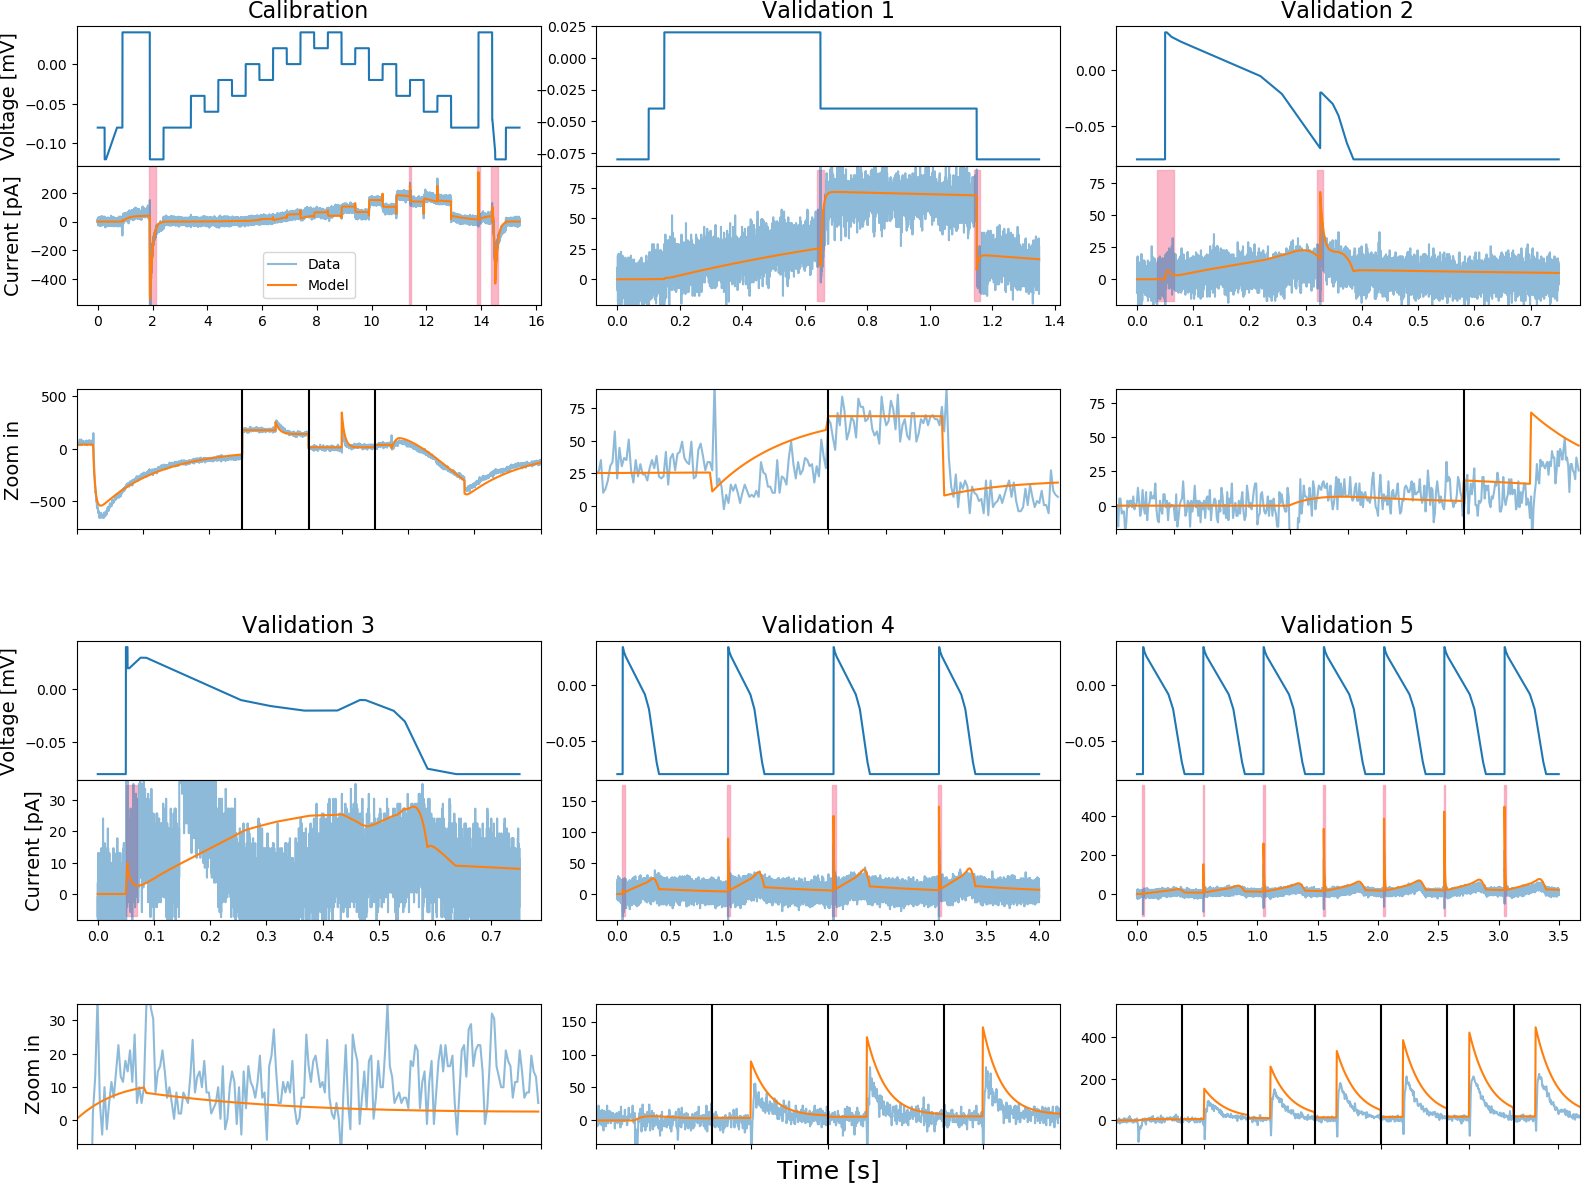 Calibration
Validation 1
Validation 2
Voltage [mV]
0.00
−0.05
−0.10
0.025
0.000
−0.025
−0.050
−0.075
0.00
−0.05
Current [pA]
200
0
−200
−400
Data
Model
75
50
25
0
75
50
25
0
0 2 4 6 8 10 12 14 16
0.0 0.2 0.4 0.6 0.8 1.0 1.2 1.4
0.0 0.1 0.2 0.3 0.4 0.5 0.6 0.7
Zoom in
500
0
−500
75
50
25
0
75
50
25
0
Validation 3
Validation 4
Validation 5
Voltage [mV]
0.00
−0.05
0.00
−0.05
0.00
−0.05
Current [pA]
30
20
10
0
150
100
50
0
400
200
0
0.0 0.1 0.2 0.3 0.4 0.5 0.6 0.7
0.0 0.5 1.0 1.5 2.0 2.5 3.0 3.5 4.0
0.0 0.5 1.0 1.5 2.0 2.5 3.0 3.5
Zoom in
30
20
10
0
150
100
50
0
400
200
0
Time [s]